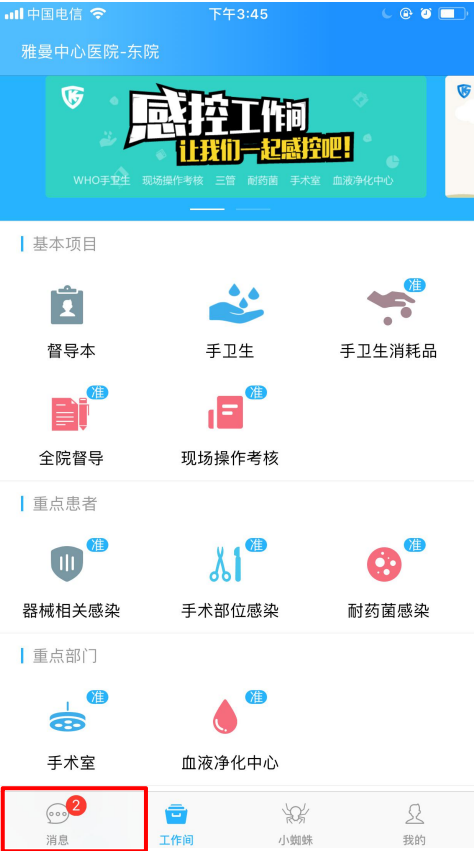 中国电信 下午3:45
雅曼中心医院-东院
感控工作间
让我们一起感控吧!
WHO手卫生 现场操作考核 三管 耐药菌 手术室 血液净化中心
基本项目
准
督导本 手卫生 手卫生消耗品
准 准
全院督导 现场操作考核
重点患者
准 准 准
器械相关感染 手术部位感染 耐药菌感染
重点部门
准 准
手术室 血液净化中心
2
消息 工作间 小蜘蛛 我的